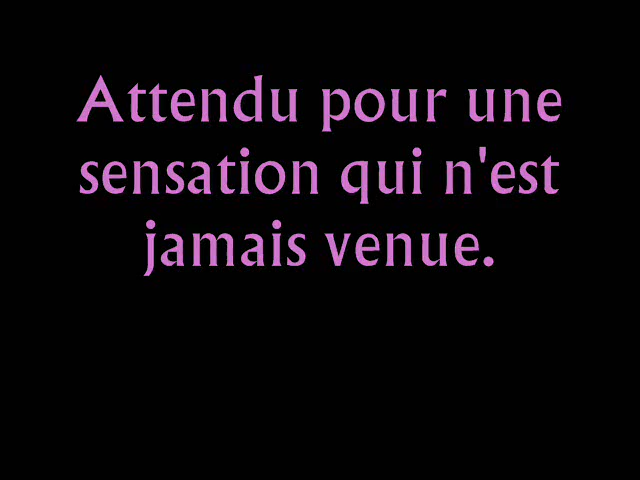 Attendu pour une
sensation qui n'est
jamais venue.